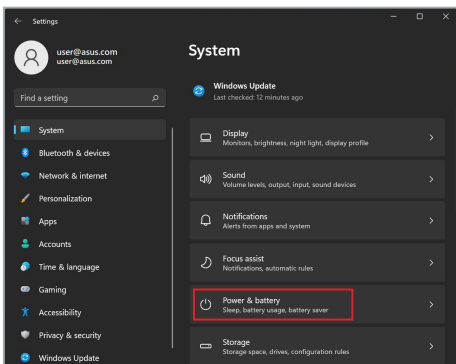 Settings
user@asus.com
user@asus.com
Find a setting
System
Bluetooth & devices
Network & internet
Personalization
Apps
Accounts
Time & language
Gaming
Accessibility
Privacy & security
Windows Update
System
Windows Update
Last checked: 12 minutes ago
Display
Monitors, brightness, night light, display profile
Sound
Volume levels, output, input, sound devices
Notifications
Alerts from apps and system
Focus assist
Notifications, automatic rules
Power & battery
Sleep, battery usage, battery saver
Storage
Storage space, drives, configuration rules